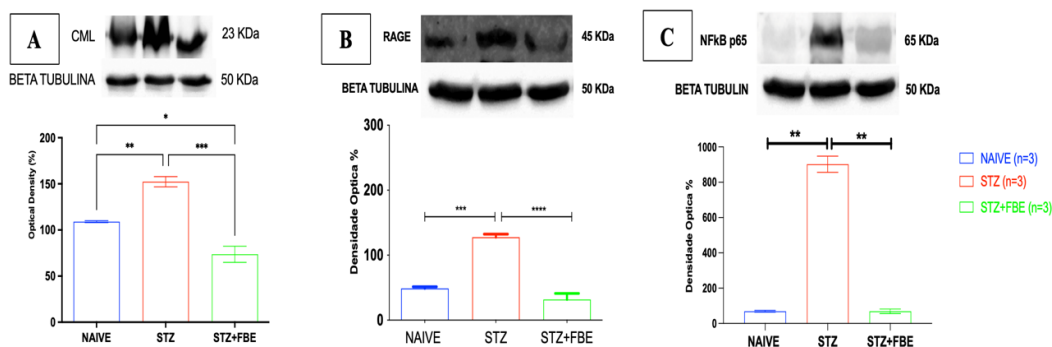 A
CML
23 KDa
BETA TUBULINA
50 KDa
Optical Density (%)
200
150
100
50
0
*
**
***
NAIVE
STZ
STZ+FBE
B
RAGE
45 KDa
BETA TUBULINA
50 KDa
Densidade Optica %
300
200
100
0
***
****
NAIVE
STZ
STZ+FBE
C
NFkB p65
65 KDa
BETA TUBULIN
50 KDa
Densidade Optica %
1000
800
600
400
200
0
**
**
NAIVE
STZ
STZ+FBE
NAIVE (n=3)
STZ (n=3)
STZ+FBE (n=3)